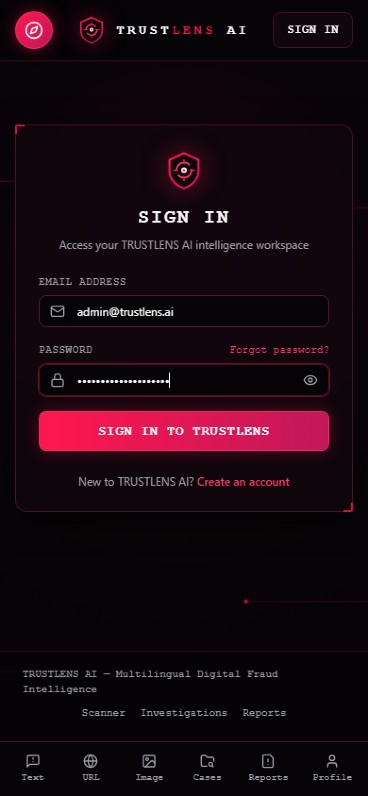 TRUSTLENS AI
SIGN IN
SIGN IN
Access your TRUSTLENS AI intelligence workspace
EMAIL ADDRESS
admin@trustlens.ai
PASSWORD Forgot password?
••••••••••••••••••••
SIGN IN TO TRUSTLENS
New to TRUSTLENS AI? Create an account
TRUSTLENS AI — Multilingual Digital Fraud
Intelligence
Scanner Investigations Reports
Text URL Image Cases Reports Profile